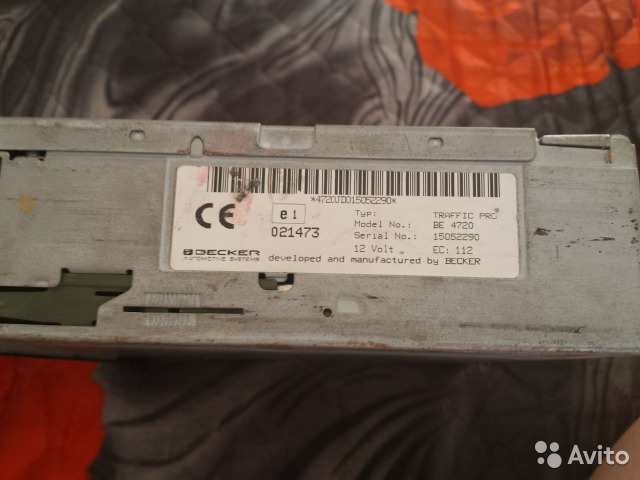 *4720JD015052290*
CE
e1
021473
Typ: TRAFFIC PRO
Model No.: BE 4720
Serial No.: 15052290
12 Volt EC: 112
BECKER
AUTOMOTIVE SYSTEMS
developed and manufactured by BECKER
Avito